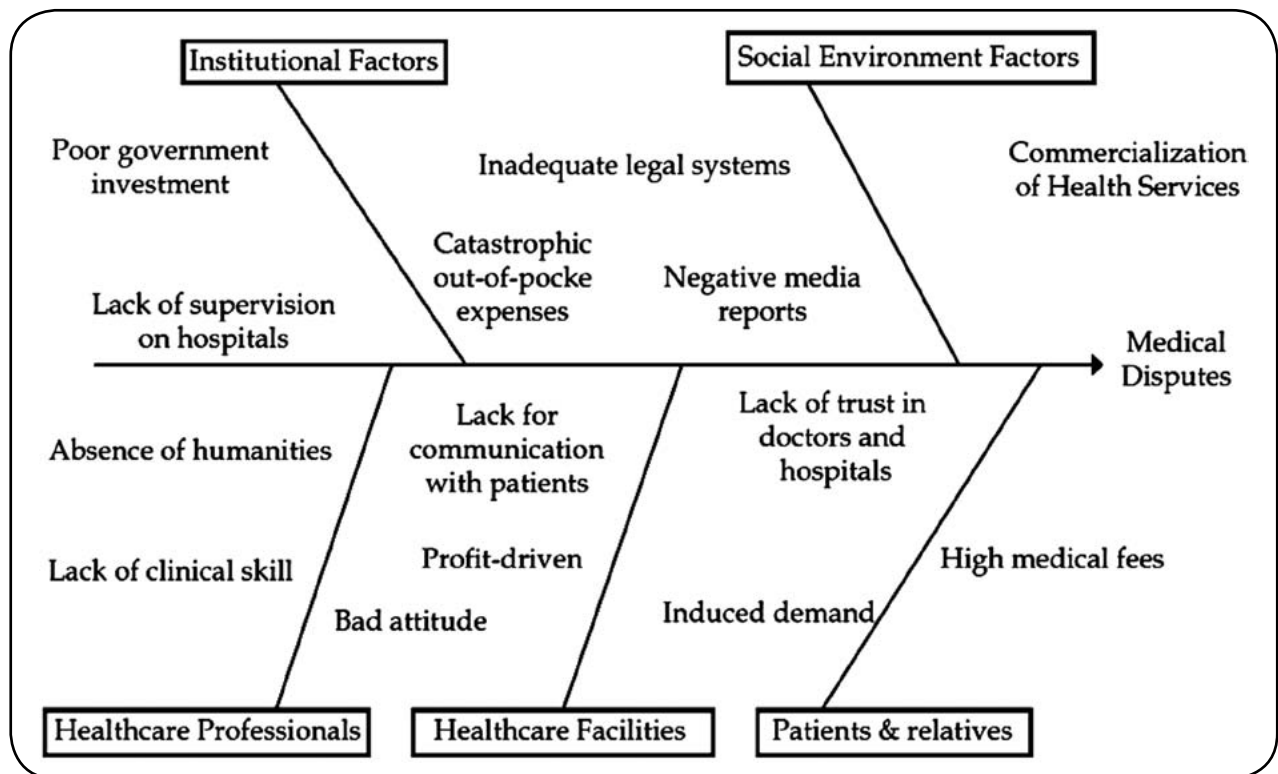 Institutional Factors
Social Environment Factors
Poor government
investment
Inadequate legal systems
Commercialization
of Health Services
Catastrophic
out-of-pocke
expenses
Negative media
reports
Lack of supervision
on hospitals
Medical
Disputes
Absence of humanities
Lack for
communication
with patients
Lack of trust in
doctors and
hospitals
Lack of clinical skill
Profit-driven
High medical fees
Bad attitude
Induced demand
Healthcare Professionals
Healthcare Facilities
Patients & relatives